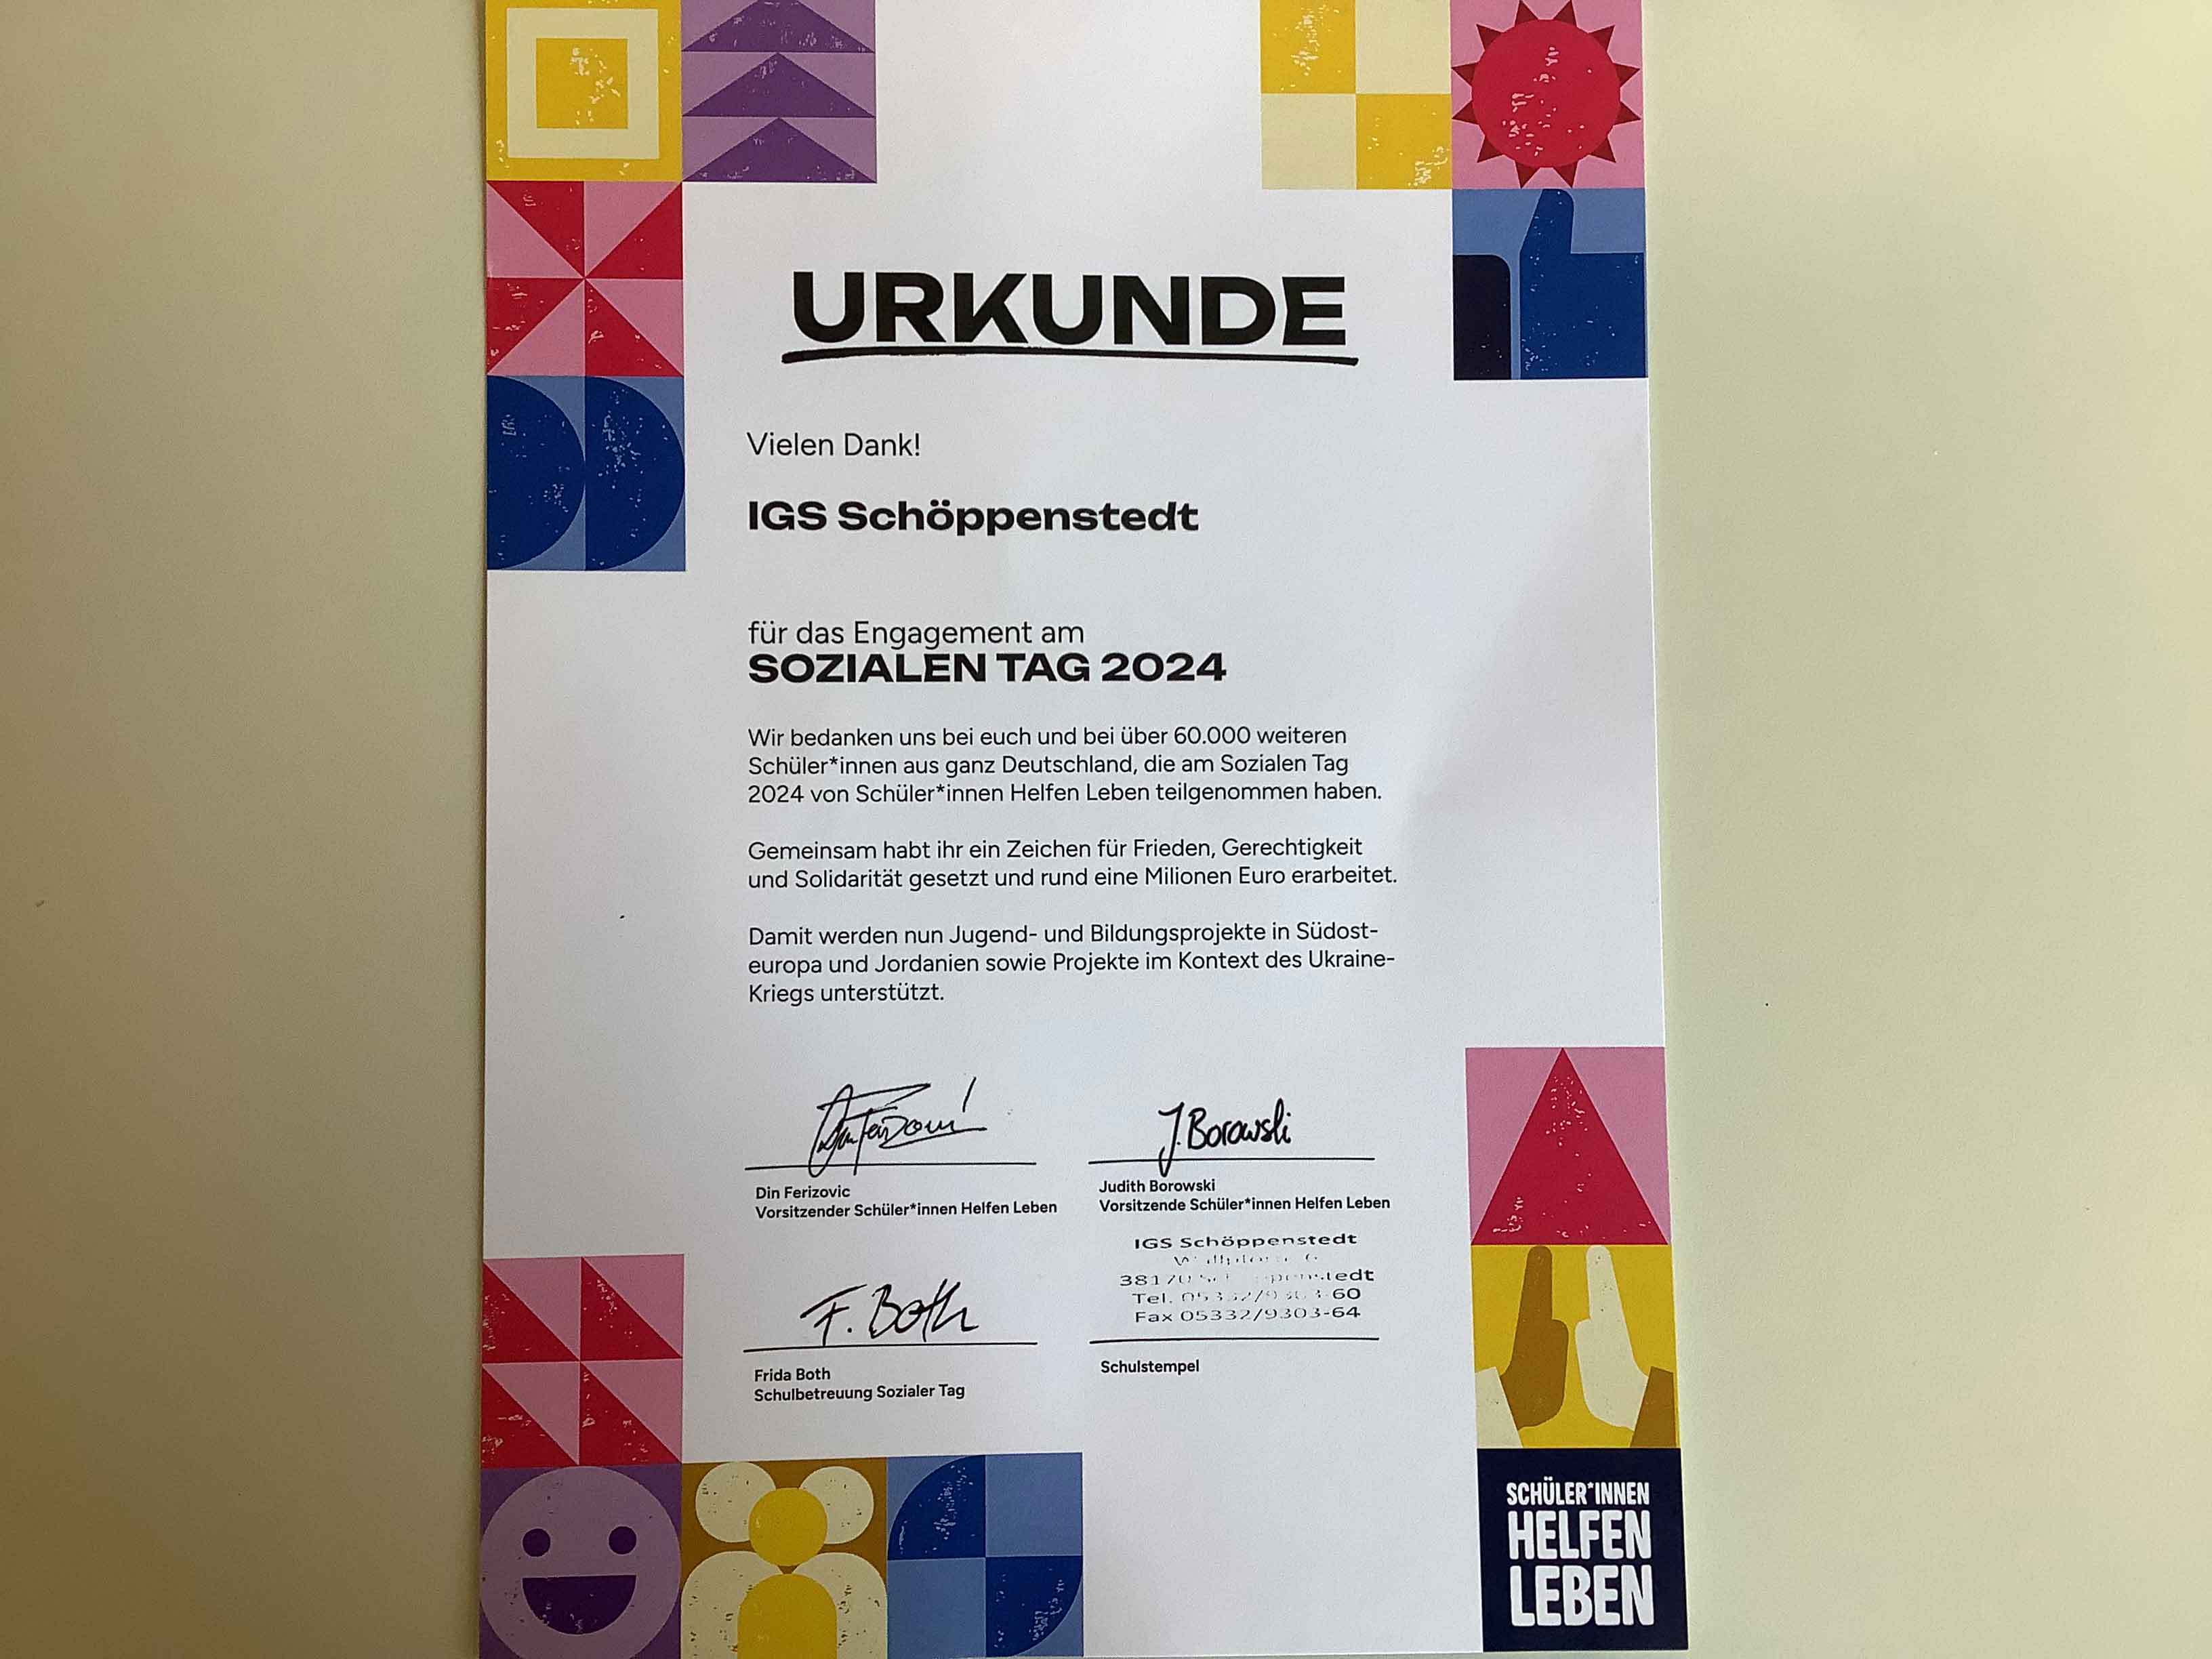 URKUNDE
Vielen Dank!
IGS Schöppenstedt
für das Engagement am
SOZIALEN TAG 2024
Wir bedanken uns bei euch und bei über 60.000 weiteren
Schüler*innen aus ganz Deutschland, die am Sozialen Tag
2024 von Schüler*innen Helfen Leben teilgenommen haben.
Gemeinsam habt ihr ein Zeichen für Frieden, Gerechtigkeit
und Solidarität gesetzt und rund eine Milionen Euro erarbeitet.
Damit werden nun Jugend- und Bildungsprojekte in Südost-
europa und Jordanien sowie Projekte im Kontext des Ukraine-
Kriegs unterstützt.
J. Borowski
Din Ferizovic
Vorsitzender Schüler*innen Helfen Leben
Judith Borowski
Vorsitzende Schüler*innen Helfen Leben
F. Both
Frida Both
Schulbetreuung Sozialer Tag
IGS Schöppenstedt
Tel.
Fax 05332/9303-64
Schulstempel
SCHÜLER*INNEN
HELFEN
LEBEN